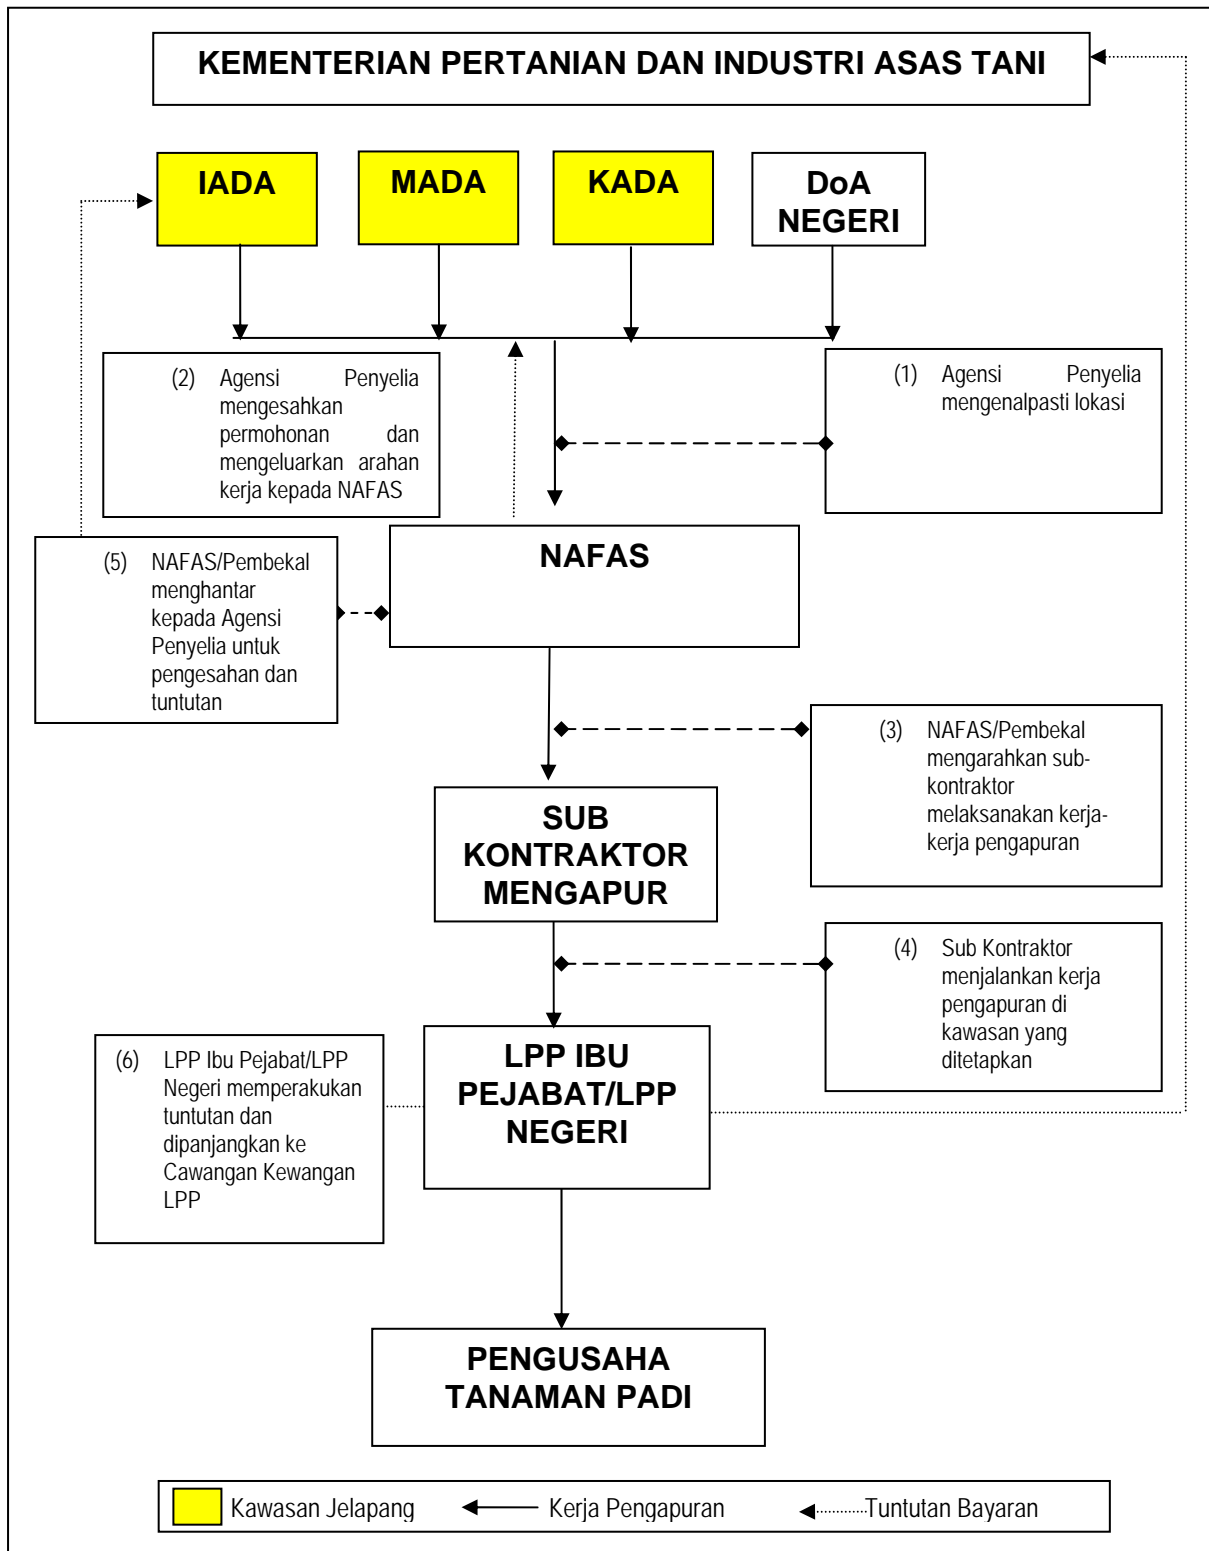 KEMENTERIAN PERTANIAN DAN INDUSTRI ASAS TANI
IADA
MADA
KADA
DoA
NEGERI
(2) Agensi Penyelia
mengesahkan
permohonan dan
mengeluarkan arahan
kerja kepada NAFAS
(1) Agensi Penyelia
mengenalpasti lokasi
NAFAS
(5) NAFAS/Pembekal
menghantar
kepada Agensi
Penyelia untuk
pengesahan dan
tuntutan
(3) NAFAS/Pembekal
mengarahkan sub-
kontraktor
melaksanakan kerja-
kerja pengapuran
SUB
KONTRAKTOR
MENGAPUR
(4) Sub Kontraktor
menjalankan kerja
pengapuran di
kawasan yang
ditetapkan
LPP IBU
PEJABAT/LPP
NEGERI
(6) LPP Ibu Pejabat/LPP
Negeri memperakukan
tuntutan dan
dipanjangkan ke
Cawangan Kewangan
LPP
PENGUSAHA
TANAMAN PADI
Kawasan Jelapang
Kerja Pengapuran
Tuntutan Bayaran